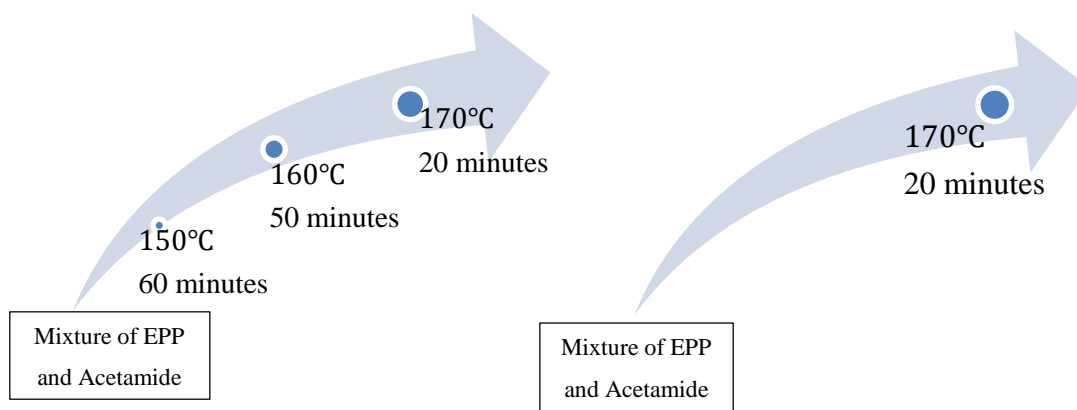 170℃
20 minutes
160℃
50 minutes
150℃
60 minutes
Mixture of EPP
and Acetamide
170℃
20 minutes
Mixture of EPP
and Acetamide